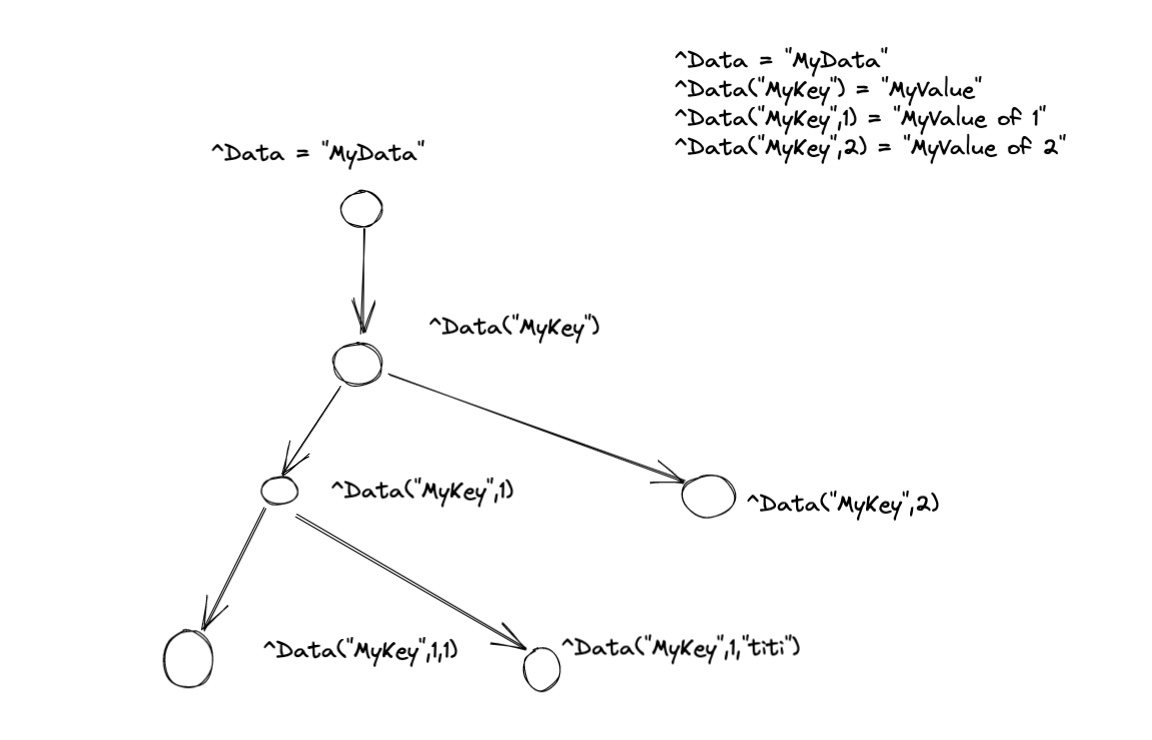 ^Data = "MyData"
^Data("MyKey") = "MyValue"
^Data("MyKey",1) = "MyValue of 1"
^Data("MyKey",2) = "MyValue of 2"
^Data = "MyData"
^Data("MyKey")
^Data("MyKey",1)
^Data("MyKey",2)
^Data("MyKey",1,1)
^Data("MyKey",1,"titi")